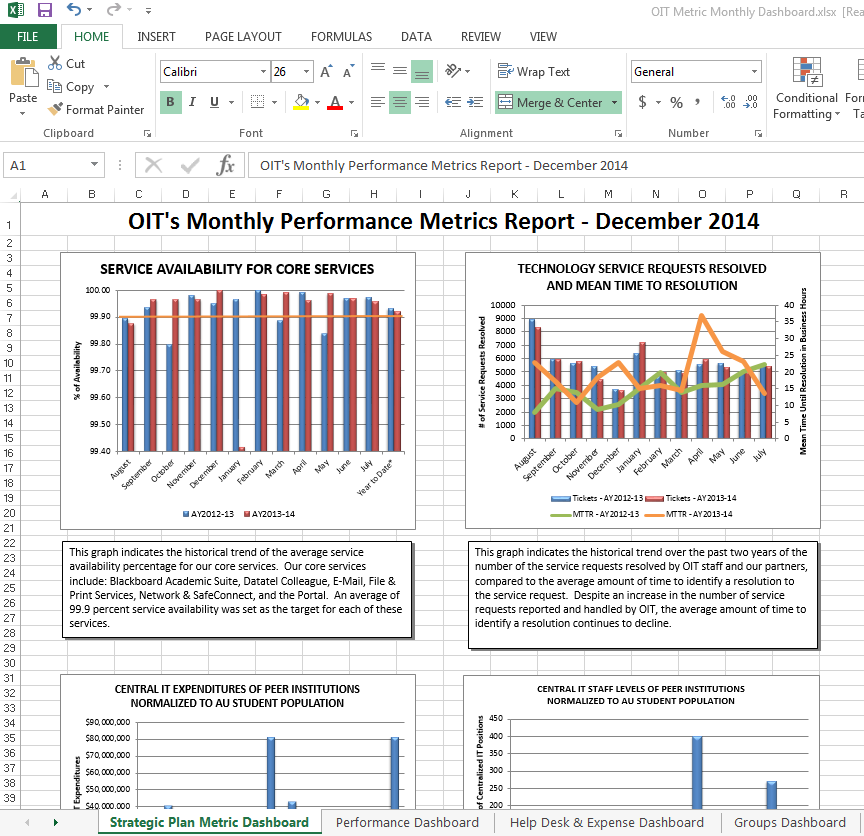 OIT Metric Monthly Dashboard.xlsx [Rea
FILE HOME INSERT PAGE LAYOUT FORMULAS DATA REVIEW VIEW
Paste
Cut
Copy
Format Painter
Clipboard
Calibri 26 A A
B I U A
Font
Wrap Text
Merge & Center
Alignment
General
$ % , .00 .0
Number
Conditional
Formatting
For
Ta
A1 fx OIT's Monthly Performance Metrics Report - December 2014
A B C D E F G H I J K L M N O P Q R
1 2 3 4 5 6 7 8 9 10 11 12 13 14 15 16 17 18 19 20 21 22 23 24 25 26 27 28 29 30 31 32 33 34 35 36 37 38 39
OIT's Monthly Performance Metrics Report - December 2014
SERVICE AVAILABILITY FOR CORE SERVICES
% of Availability
100.00
99.90
99.80
99.70
99.60
99.50
99.40
August September October November December January February March April May June July Year to Date*
AY2012-13 AY2013-14
TECHNOLOGY SERVICE REQUESTS RESOLVED
AND MEAN TIME TO RESOLUTION
# of Service Requests Resolved
10000
9000
8000
7000
6000
5000
4000
3000
2000
1000
0
40
35
30
25
20
15
10
5
0
Mean Time Until Resolution in Business Hours
August September October November December January February March April May June July
Tickets - AY2012-13 Tickets - AY2013-14
MTTR - AY2012-13 MTTR - AY2013-14
This graph indicates the historical trend of the average service
availability percentage for our core services. Our core services
include: Blackboard Academic Suite, Datatel Colleague, E-Mail, File &
Print Services, Network & SafeConnect, and the Portal. An average of
99.9 percent service availability was set as the target for each of these
services.
This graph indicates the historical trend over the past two years of the
number of the service requests resolved by OIT staff and our partners,
compared to the average amount of time to identify a resolution to
the service request. Despite an increase in the number of service
requests reported and handled by OIT, the average amount of time to
identify a resolution continues to decline.
CENTRAL IT EXPENDITURES OF PEER INSTITUTIONS
NORMALIZED TO AU STUDENT POPULATION
T Expenditures
$90,000,000
$80,000,000
$70,000,000
$60,000,000
$50,000,000
$40,000,000
CENTRAL IT STAFF LEVELS OF PEER INSTITUTIONS
NORMALIZED TO AU STUDENT POPULATION
of Centralized IT Positions
450
400
350
300
250
200
Strategic Plan Metric Dashboard Performance Dashboard Help Desk & Expense Dashboard Groups Dashboard